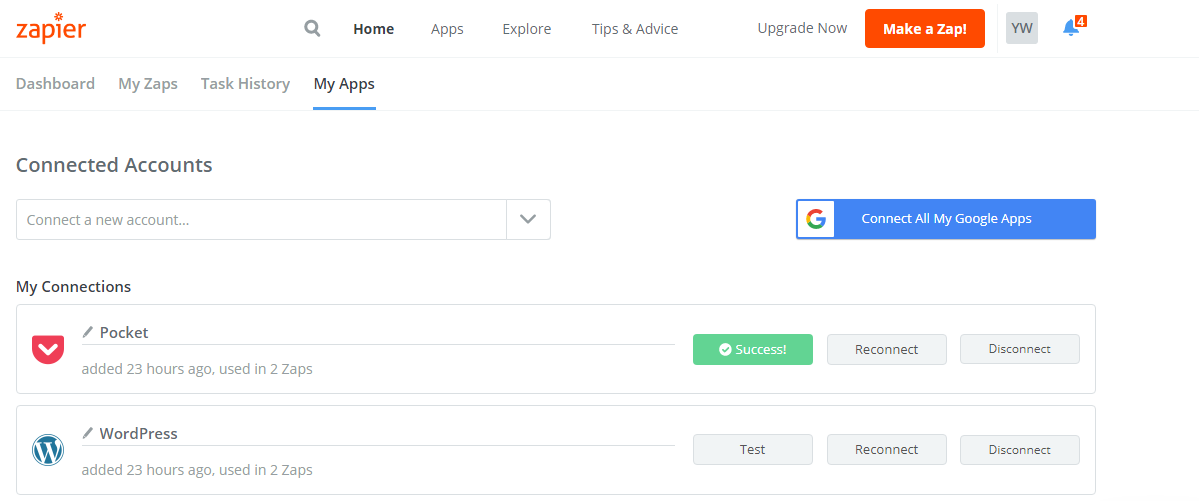 zapier
Home Apps Explore Tips & Advice Upgrade Now Make a Zap! YW 4
Dashboard My Zaps Task History My Apps
Connected Accounts
Connect a new account... Connect All My Google Apps
My Connections
Pocket
Success! Reconnect Disconnect
added 23 hours ago, used in 2 Zaps
WordPress
Test Reconnect Disconnect
added 23 hours ago, used in 2 Zaps